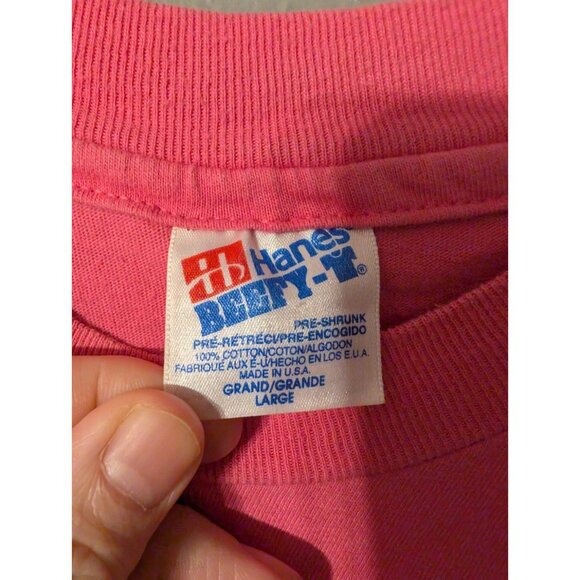 Hanes
BEEFY-T®
PRE-SHRUNK
PRÉ-RÉTRÉCI/PRE-ENCOGIDO
100% COTTON/COTON/ALGODON
FABRIQUÉ AUX É-U/HECHO EN LOS E.U.A.
MADE IN U.S.A.
GRAND/GRANDE
LARGE